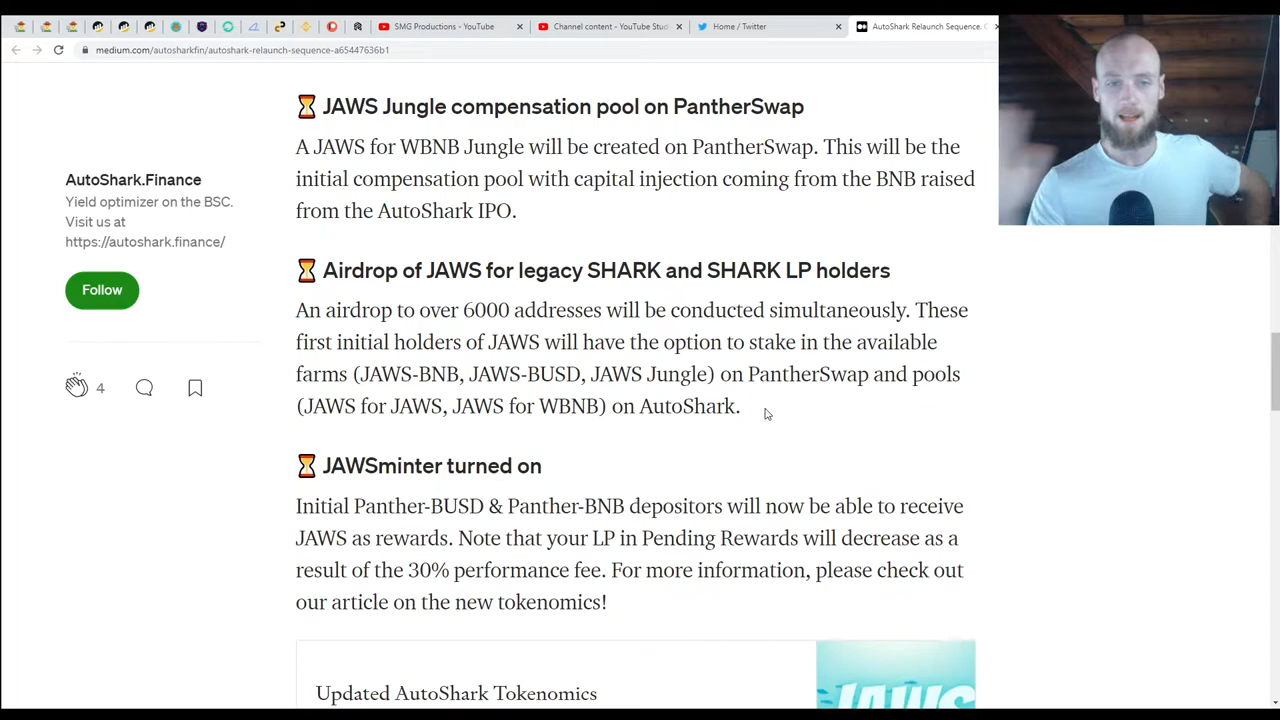 SMG Productions - YouTube
Channel content - YouTube Studio
Home / Twitter
AutoShark Relaunch Sequence.
medium.com/autosharkfin/autoshark-relaunch-sequence-a65447636b1
AutoShark.Finance
Yield optimizer on the BSC.
Visit us at
https://autoshark.finance/
Follow
4
⏳ JAWS Jungle compensation pool on PantherSwap
A JAWS for WBNB Jungle will be created on PantherSwap. This will be the
initial compensation pool with capital injection coming from the BNB raised
from the AutoShark IPO.
⏳ Airdrop of JAWS for legacy SHARK and SHARK LP holders
An airdrop to over 6000 addresses will be conducted simultaneously. These
first initial holders of JAWS will have the option to stake in the available
farms (JAWS-BNB, JAWS-BUSD, JAWS Jungle) on PantherSwap and pools
(JAWS for JAWS, JAWS for WBNB) on AutoShark.
⏳ JAWSminter turned on
Initial Panther-BUSD & Panther-BNB depositors will now be able to receive
JAWS as rewards. Note that your LP in Pending Rewards will decrease as a
result of the 30% performance fee. For more information, please check out
our article on the new tokenomics!
Updated AutoShark Tokenomics
JAWS